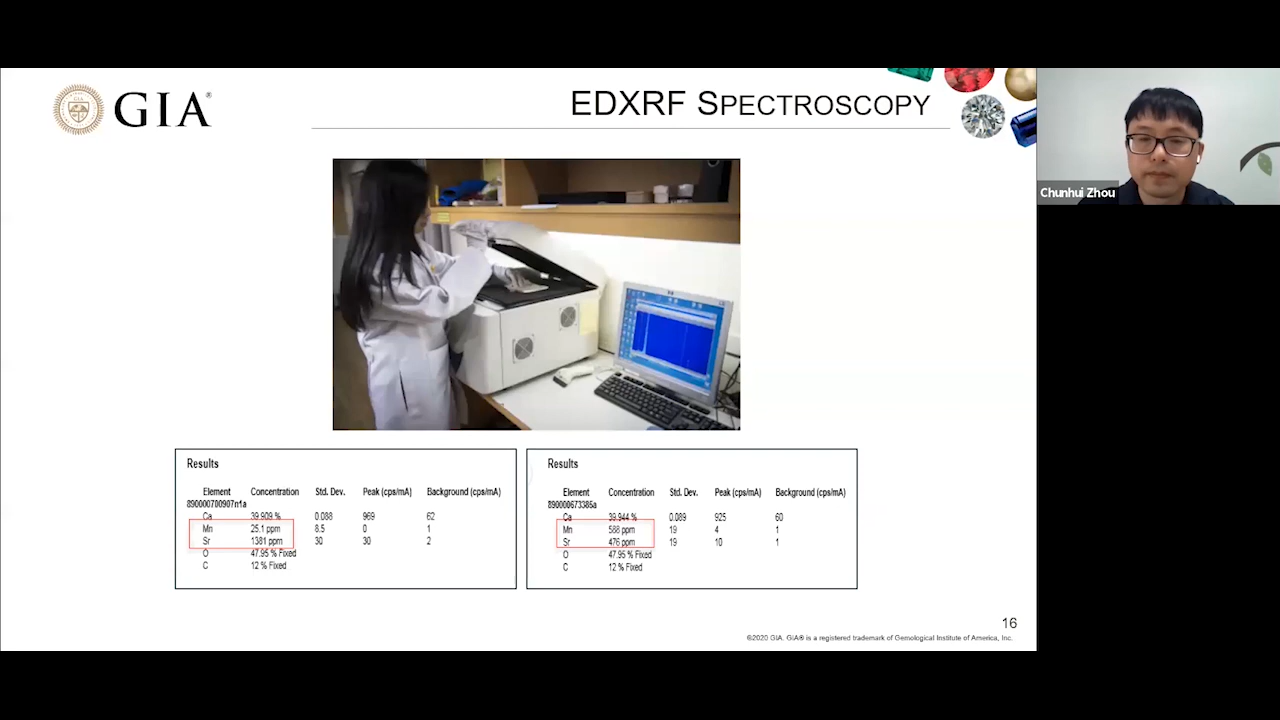 GIA®
EDXRF SPECTROSCOPY
Chunhui Zhou
Results
Element Concentration Std. Dev. Peak (cps/mA) Background (cps/mA)
890000700907n1a
Ca 39.909 % 0.088 969 62
Mn 25.1 ppm 8.5 0 1
Sr 1381 ppm 30 30 2
O 47.95 % Fixed
C 12 % Fixed
Results
Element Concentration Std. Dev. Peak (cps/mA) Background (cps/mA)
890000673385a
Ca 39.944 % 0.089 925 60
Mn 588 ppm 19 4 1
Sr 476 ppm 19 10 1
O 47.95 % Fixed
C 12 % Fixed
16
©2020 GIA. GIA® is a registered trademark of Gemological Institute of America, Inc.